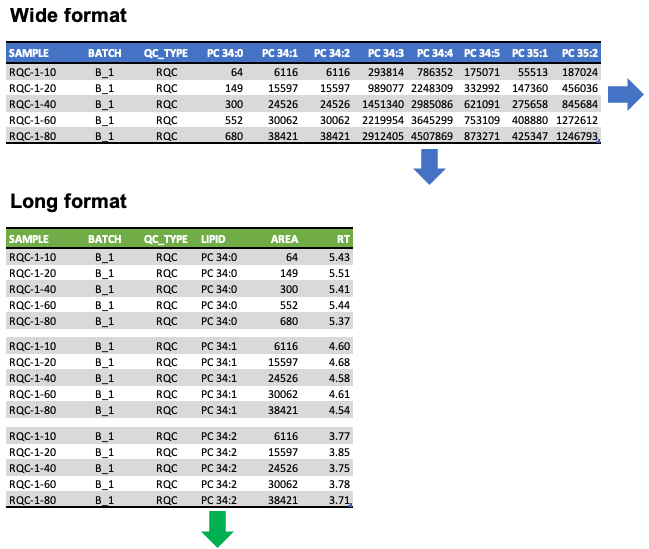 Wide format
SAMPLE BATCH QC_TYPE PC 34:0 PC 34:1 PC 34:2 PC 34:3 PC 34:4 PC 34:5 PC 35:1 PC 35:2
RQC-1-10 B_1 RQC 64 6116 6116 293814 786352 175071 55513 187024
RQC-1-20 B_1 RQC 149 15597 15597 989077 2248309 332992 147360 456036
RQC-1-40 B_1 RQC 300 24526 24526 1451340 2985086 621091 275658 845684
RQC-1-60 B_1 RQC 552 30062 30062 2219954 3645299 753109 408880 1272612
RQC-1-80 B_1 RQC 680 38421 38421 2912405 4507869 873271 425347 1246793
Long format
SAMPLE BATCH QC_TYPE LIPID AREA RT
RQC-1-10 B_1 RQC PC 34:0 64 5.43
RQC-1-20 B_1 RQC PC 34:0 149 5.51
RQC-1-40 B_1 RQC PC 34:0 300 5.41
RQC-1-60 B_1 RQC PC 34:0 552 5.44
RQC-1-80 B_1 RQC PC 34:0 680 5.37
RQC-1-10 B_1 RQC PC 34:1 6116 4.60
RQC-1-20 B_1 RQC PC 34:1 15597 4.68
RQC-1-40 B_1 RQC PC 34:1 24526 4.58
RQC-1-60 B_1 RQC PC 34:1 30062 4.61
RQC-1-80 B_1 RQC PC 34:1 38421 4.54
RQC-1-10 B_1 RQC PC 34:2 6116 3.77
RQC-1-20 B_1 RQC PC 34:2 15597 3.85
RQC-1-40 B_1 RQC PC 34:2 24526 3.75
RQC-1-60 B_1 RQC PC 34:2 30062 3.78
RQC-1-80 B_1 RQC PC 34:2 38421 3.71